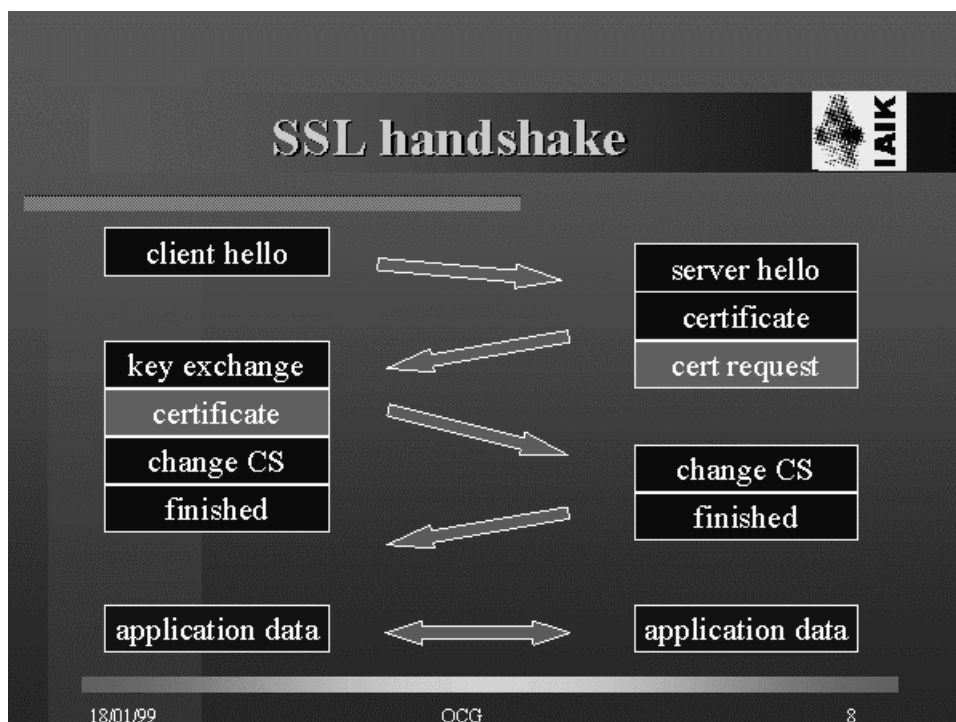 SSL handshake
IAIK
client hello
server hello
certificate
cert request
key exchange
certificate
change CS
finished
change CS
finished
application data
application data
18/01/99
OCG
8